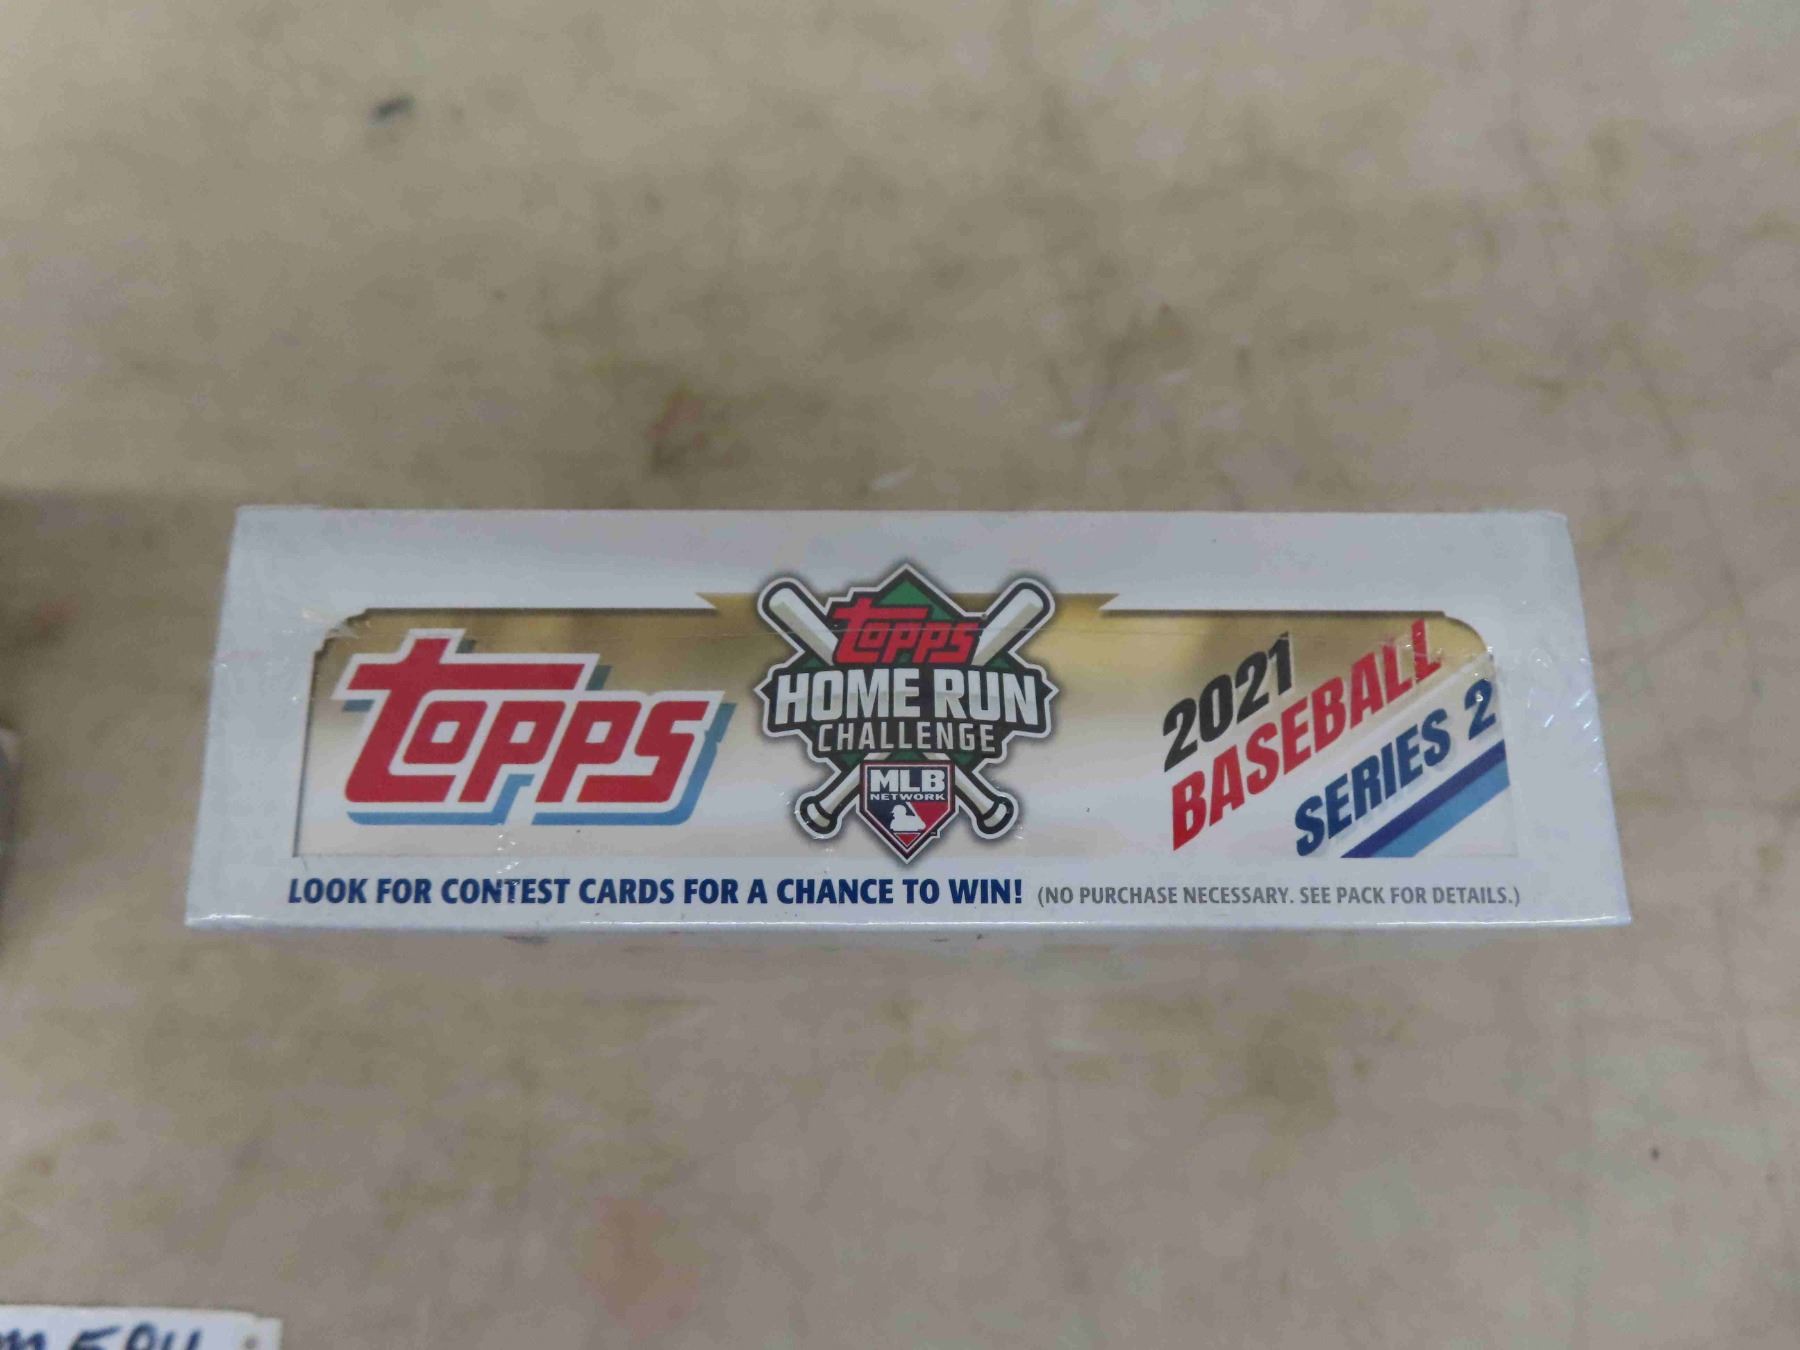 Topps
Topps
HOME RUN
CHALLENGE
MLB
NETWORK
2021
BASEBALL
SERIES 2
LOOK FOR CONTEST CARDS FOR A CHANCE TO WIN! (NO PURCHASE NECESSARY. SEE PACK FOR DETAILS.)